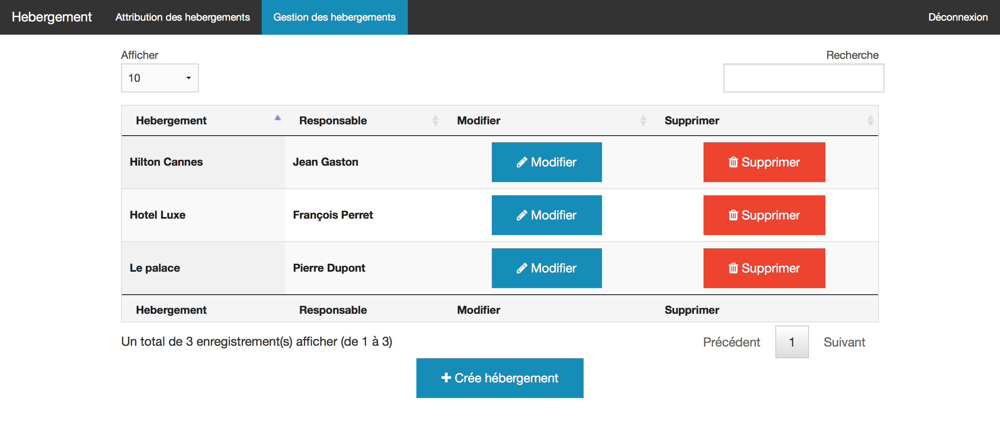 Hebergement Attribution des hebergements Gestion des hebergements Déconnexion
Afficher Recherche
10
Hebergement Responsable Modifier Supprimer
Hilton Cannes Jean Gaston Modifier Supprimer
Hotel Luxe François Perret Modifier Supprimer
Le palace Pierre Dupont Modifier Supprimer
Hebergement Responsable Modifier Supprimer
Un total de 3 enregistrement(s) afficher (de 1 à 3) Précédent 1 Suivant
Crée hébergement